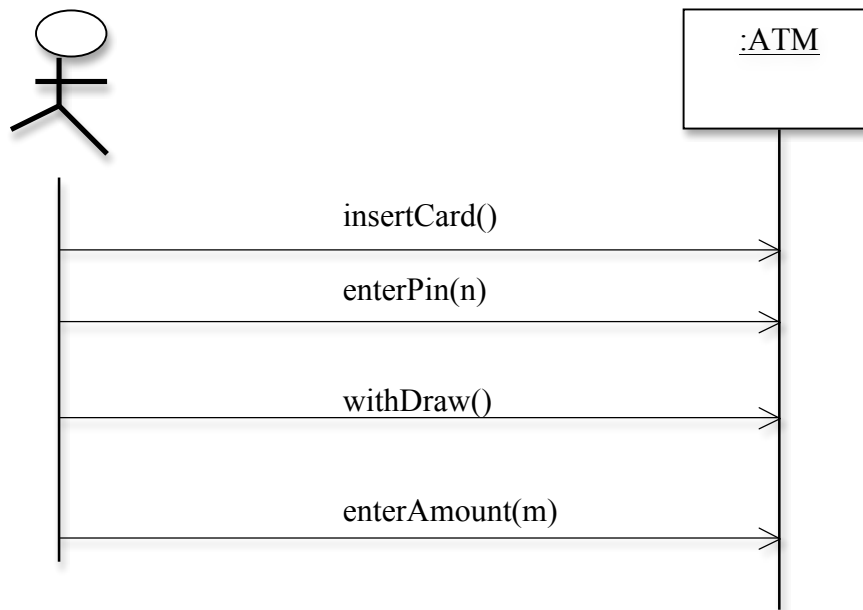 :ATM
insertCard()
enterPin(n)
withDraw()
enterAmount(m)